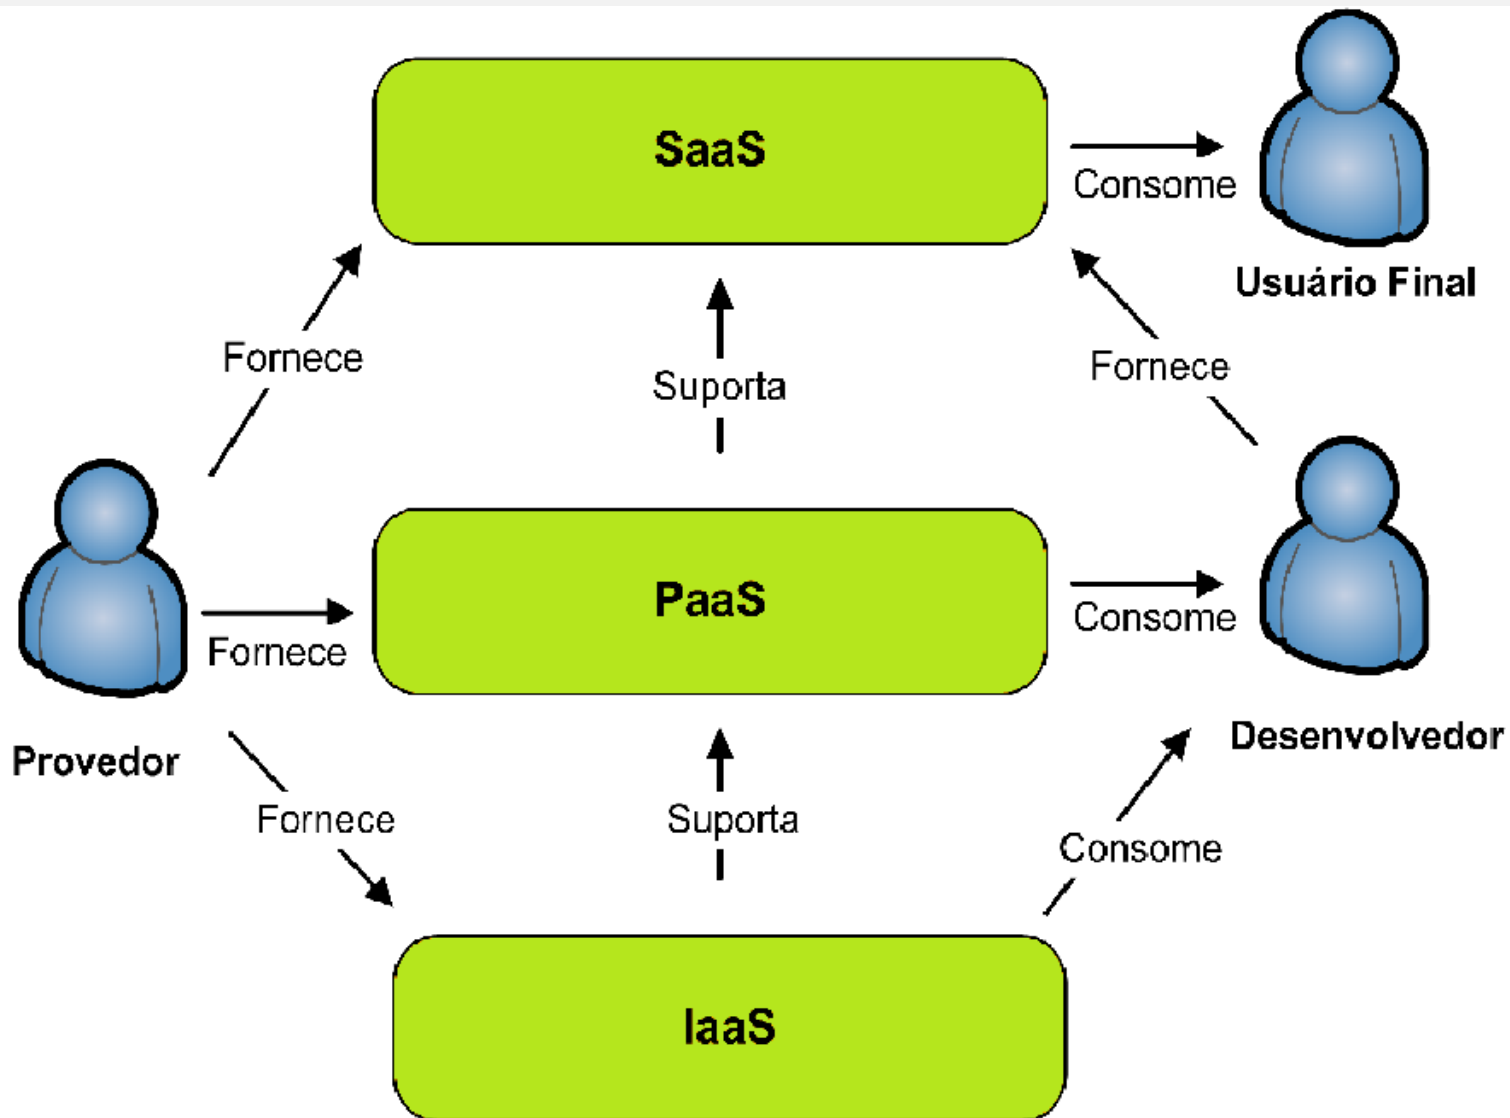 SaaS
Consome
Usuário Final
Fornece
Suporta
Fornece
PaaS
Fornece
Consome
Provedor
Desenvolvedor
Fornece
Suporta
Consome
IaaS